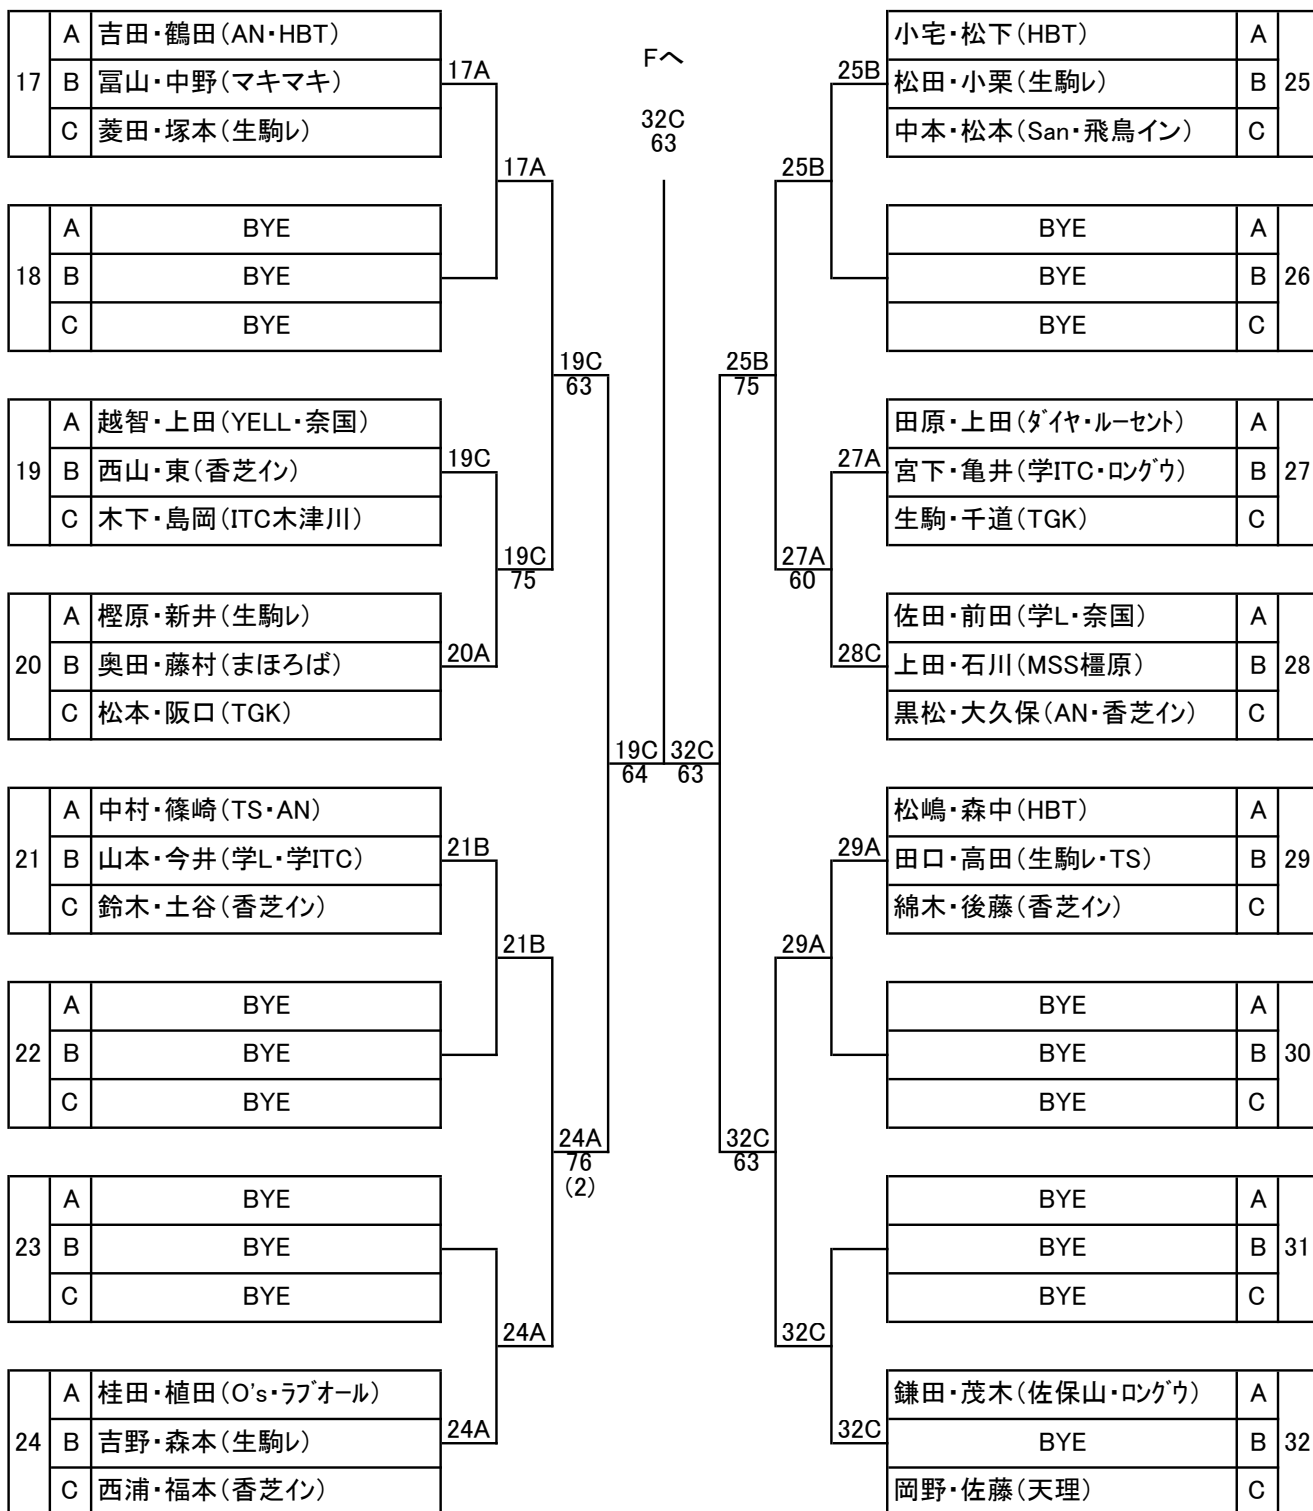 17
A 吉田・鶴田(AN・HBT)
B 冨山・中野(マキマキ)
C 菱田・塚本(生駒レ)
17A
17A
18
A BYE
B BYE
C BYE
19C
63
19
A 越智・上田(YELL・奈国)
B 西山・東(香芝イン)
C 木下・島岡(ITC木津川)
19C
19C
75
20
A 樫原・新井(生駒レ)
B 奥田・藤村(まほろば)
C 松本・阪口(TGK)
20A
19C
64
21
A 中村・篠崎(TS・AN)
B 山本・今井(学L・学ITC)
C 鈴木・土谷(香芝イン)
21B
21B
22
A BYE
B BYE
C BYE
24A
76
(2)
23
A BYE
B BYE
C BYE
24A
24
A 桂田・植田(O's・ラブオール)
B 吉野・森本(生駒レ)
C 西浦・福本(香芝イン)
24A
Fへ
32C
63
小宅・松下(HBT) A
松田・小栗(生駒レ) B
中本・松本(San・飛鳥イン) C
25
25B
25B
BYE A
BYE B
BYE C
26
25B
75
田原・上田(ダイヤ・ルーセント) A
宮下・亀井(学ITC・ロングウ) B
生駒・千道(TGK) C
27
27A
27A
60
佐田・前田(学L・奈国) A
上田・石川(MSS橿原) B
黒松・大久保(AN・香芝イン) C
28
28C
32C
63
松嶋・森中(HBT) A
田口・高田(生駒レ・TS) B
綿木・後藤(香芝イン) C
29
29A
29A
BYE A
BYE B
BYE C
30
32C
63
BYE A
BYE B
BYE C
31
32C
鎌田・茂木(佐保山・ロングウ) A
BYE B
岡野・佐藤(天理) C
32
32C